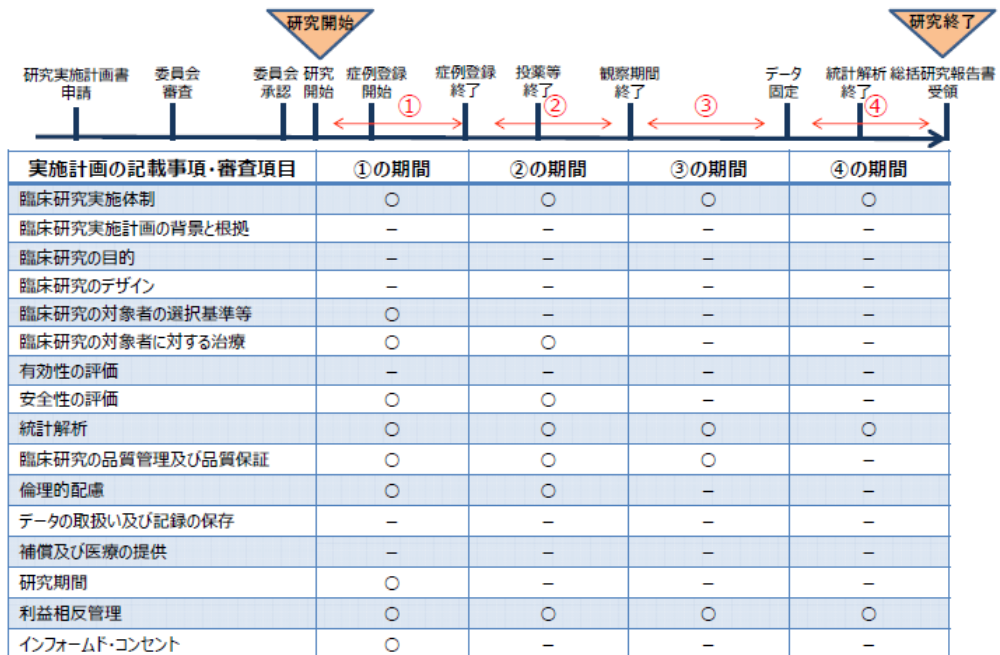 研究開始
研究終了
研究実施計画書
申請
委員会
審査
委員会
承認
研究
開始
症例登録
開始
症例登録
終了
投薬等
終了
観察期間
終了
データ
固定
統計解析
終了
総括研究報告書
受領
① ② ③ ④
実施計画の記載事項・審査項目 ①の期間 ②の期間 ③の期間 ④の期間
臨床研究実施体制 ○ ○ ○ ○
臨床研究実施計画の背景と根拠 － － － －
臨床研究の目的 － － － －
臨床研究のデザイン － － － －
臨床研究の対象者の選択基準等 ○ － － －
臨床研究の対象者に対する治療 ○ ○ － －
有効性の評価 － － － －
安全性の評価 ○ ○ － －
統計解析 ○ ○ ○ ○
臨床研究の品質管理及び品質保証 ○ ○ ○ －
倫理的配慮 ○ ○ － －
データの取扱い及び記録の保存 － － － －
補償及び医療の提供 － － － －
研究期間 ○ － － －
利益相反管理 ○ ○ ○ ○
インフォームド・コンセント ○ － － －